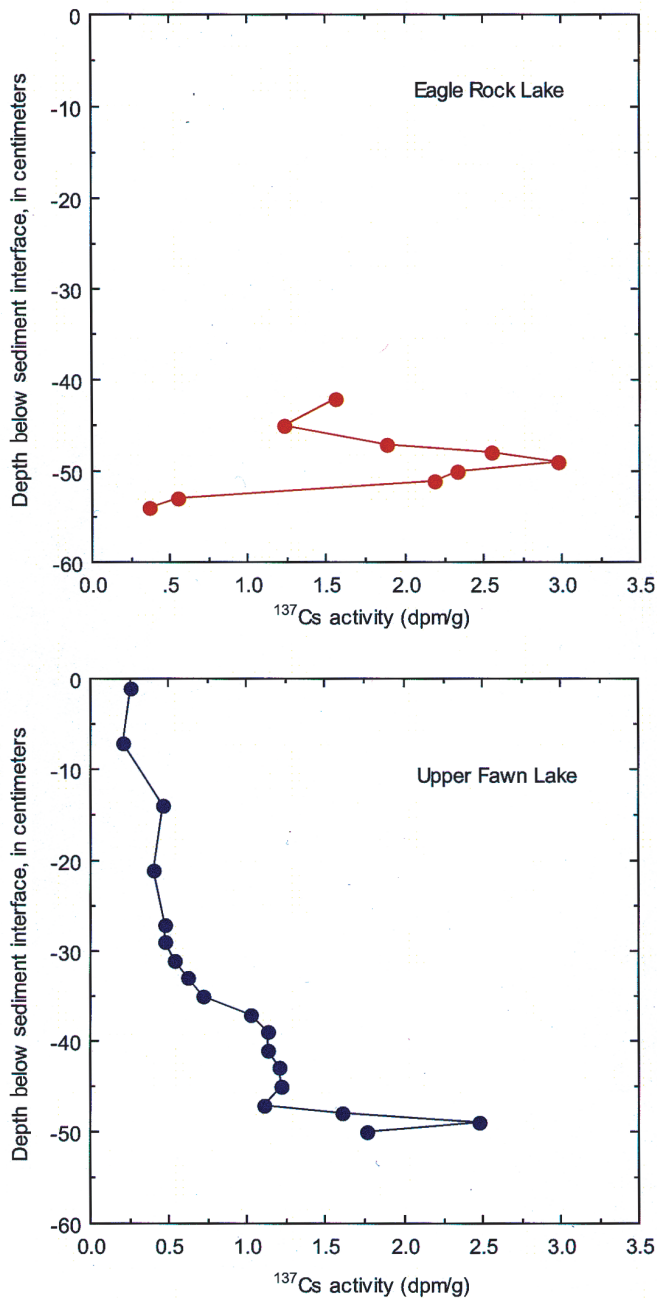 0
Eagle Rock Lake
-10
-20
-30
-40
-50
-60
Depth below sediment interface, in centimeters
0.0 .5 1.0 1.5 2.0 2.5 3.0 3.5
¹³⁷Cs activity (dpm/g)
0
Upper Fawn Lake
-10
-20
-30
-40
-50
-60
Depth below sediment interface, in centimeters
0.0 0.5 1.0 1.5 2.0 2.5 3.0 3.5
¹³⁷Cs activity (dpm/g)